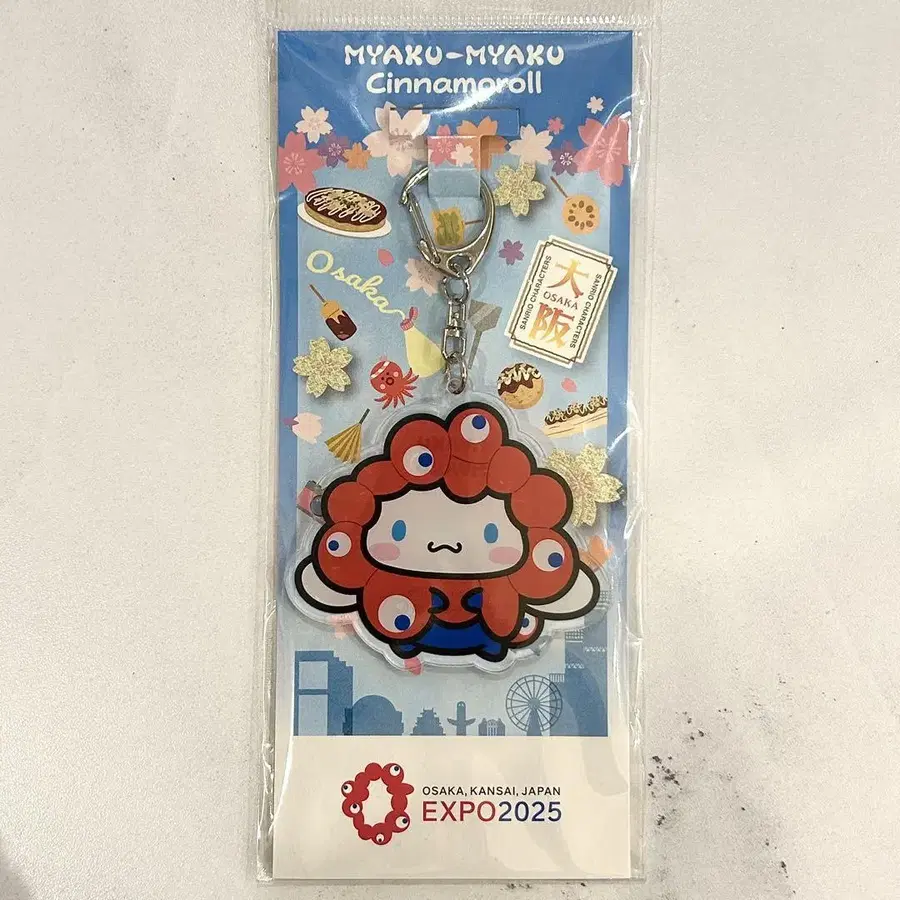 MYAKU-MYAKU
Cinnamoroll
Osaka
SANRIO CHARACTERS
大
OSAKA
阪
SANRIO CHARACTERS
OSAKA, KANSAI, JAPAN
EXPO2025